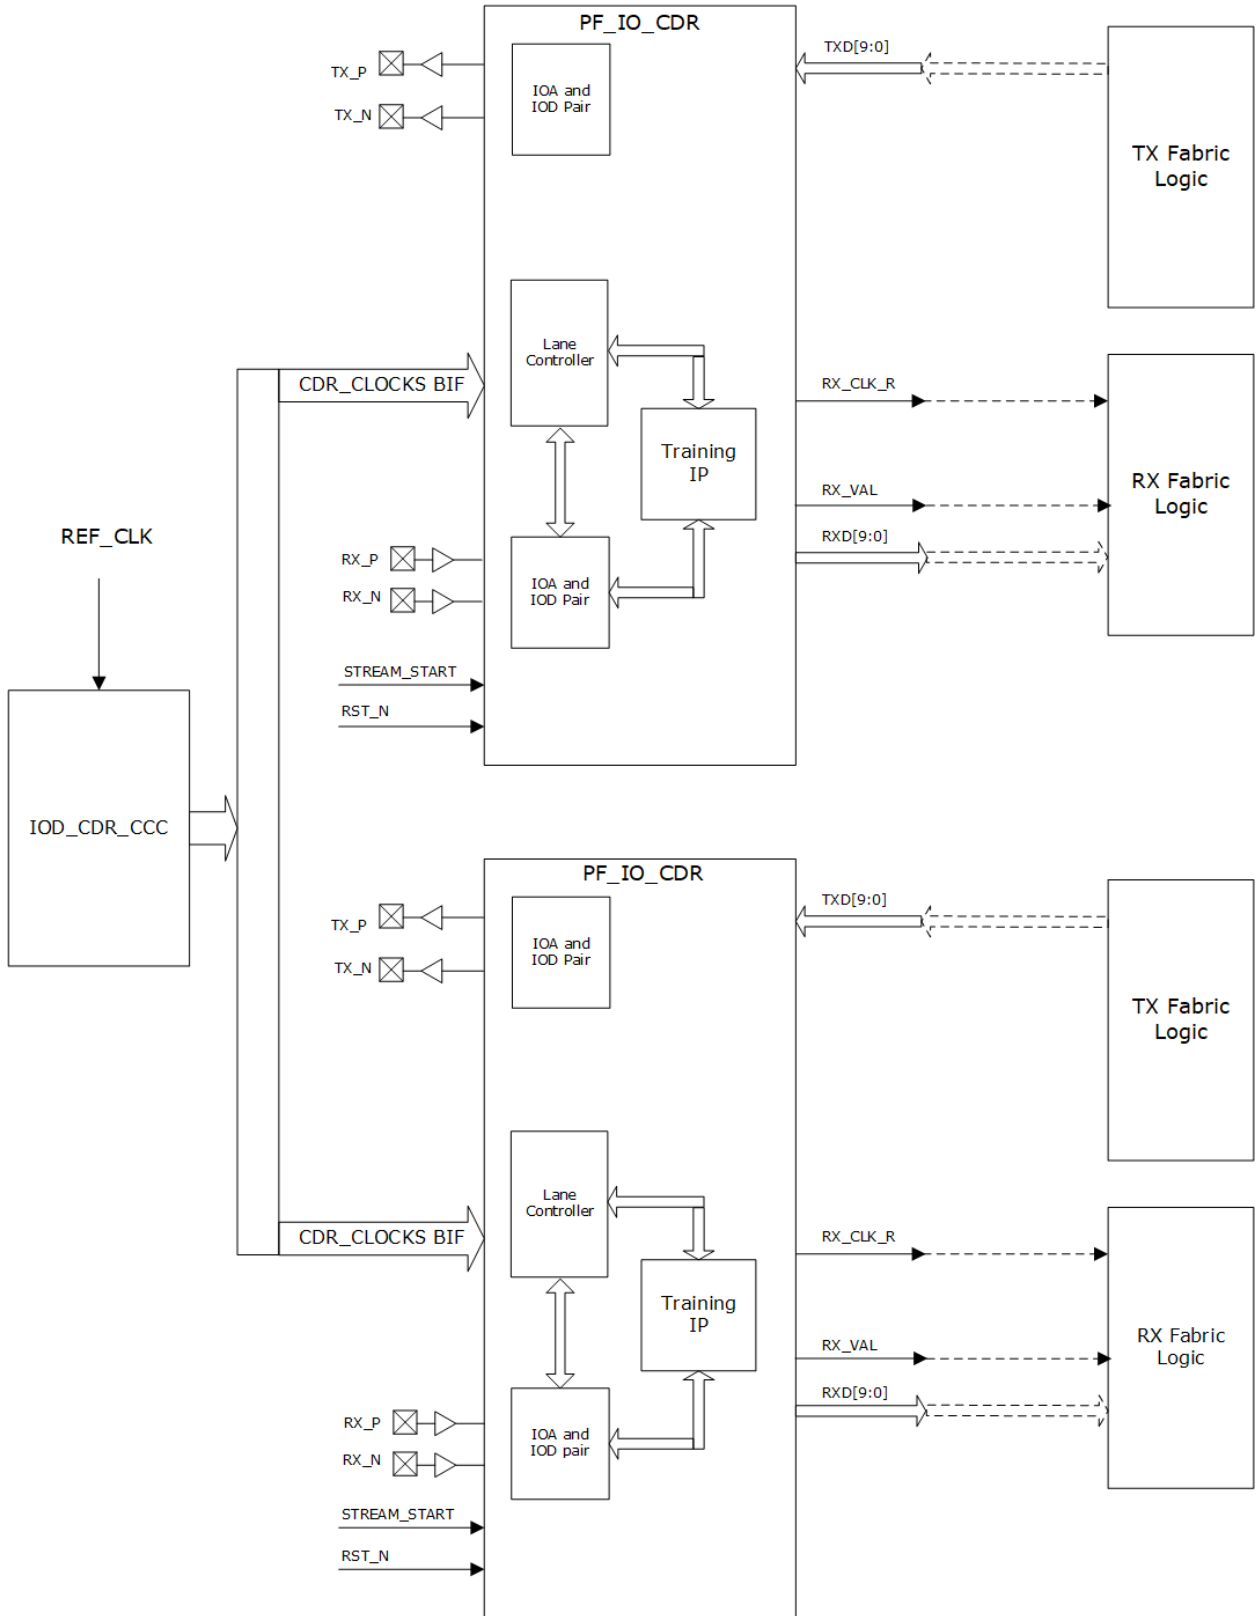 PF_IO_CDR
TXD[9:0]
TX_P
IOA and
IOD Pair
TX_N
TX Fabric
Logic
Lane
Controller
CDR_CLOCKS BIF
RX_CLK_R
Training
IP
RX Fabric
Logic
RX_VAL
REF_CLK
RXD[9:0]
RX_P
IOA and
IOD Pair
RX_N
STREAM_START
RST_N
IOD_CDR_CCC
PF_IO_CDR
TXD[9:0]
TX_P
IOA and
IOD Pair
TX_N
TX Fabric
Logic
Lane
Controller
CDR_CLOCKS BIF
RX_CLK_R
Training
IP
RX_VAL
RX Fabric
Logic
RXD[9:0]
RX_P
IOA and
IOD pair
RX_N
STREAM_START
RST_N